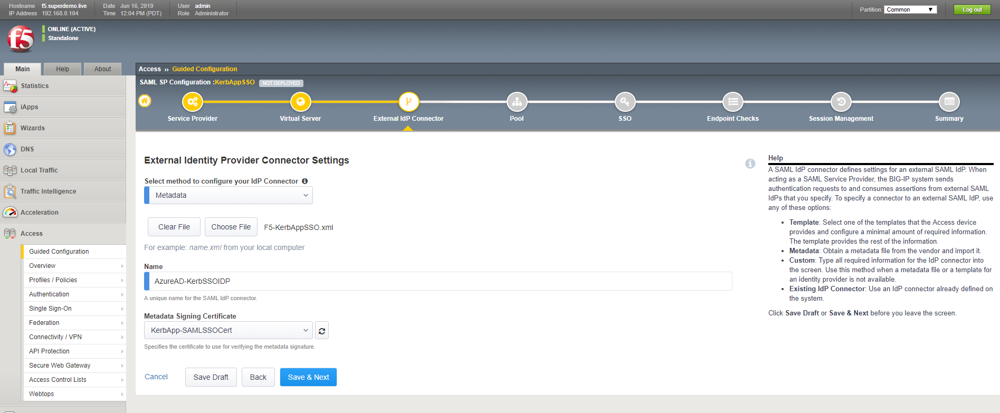 Hostname f5.superdemo.live Date Jun 16, 2019 User admin
IP Address 192.168.0.104 Time 12:04 PM (PDT) Role Administrator
Partition: Common
Log out
f5
ONLINE (ACTIVE)
Standalone
Main Help About
Statistics
iApps
Wizards
DNS
Local Traffic
Traffic Intelligence
Acceleration
Access
Guided Configuration
Overview
Profiles / Policies
Authentication
Single Sign-On
Federation
Connectivity / VPN
API Protection
Secure Web Gateway
Access Control Lists
Webtops
Access ›› Guided Configuration
SAML SP Configuration :KerbAppSSO NOT DEPLOYED
Service Provider Virtual Server External IdP Connector Pool SSO Endpoint Checks Session Management Summary
External Identity Provider Connector Settings
Select method to configure your IdP Connector
Metadata
Clear File Choose File F5-KerbAppSSO.xml
For example: name.xml from your local computer
Name
AzureAD-KerbSSOIDP
A unique name for the SAML IdP connector.
Metadata Signing Certificate
KerbApp-SAMLSSOCert
Specifies the certificate to use for verifying the metadata signature.
Cancel Save Draft Back Save & Next
Help
A SAML IdP connector defines settings for an external SAML IdP. When
acting as a SAML Service Provider, the BIG-IP system sends
authentication requests to and consumes assertions from external SAML
IdPs that you specify. To specify a connector to an external SAML IdP, use
any of these options:
• Template: Select one of the templates that the Access device
provides and configure a minimal amount of required information.
The template provides the rest of the information.
• Metadata: Obtain a metadata file from the vendor and import it.
• Custom: Type all required information for the IdP connector into
the screen. Use this method when a metadata file or a template for
an identity provider is not available.
• Existing IdP Connector: Use an IdP connector already defined on
the system.
Click Save Draft or Save & Next before you leave the screen.